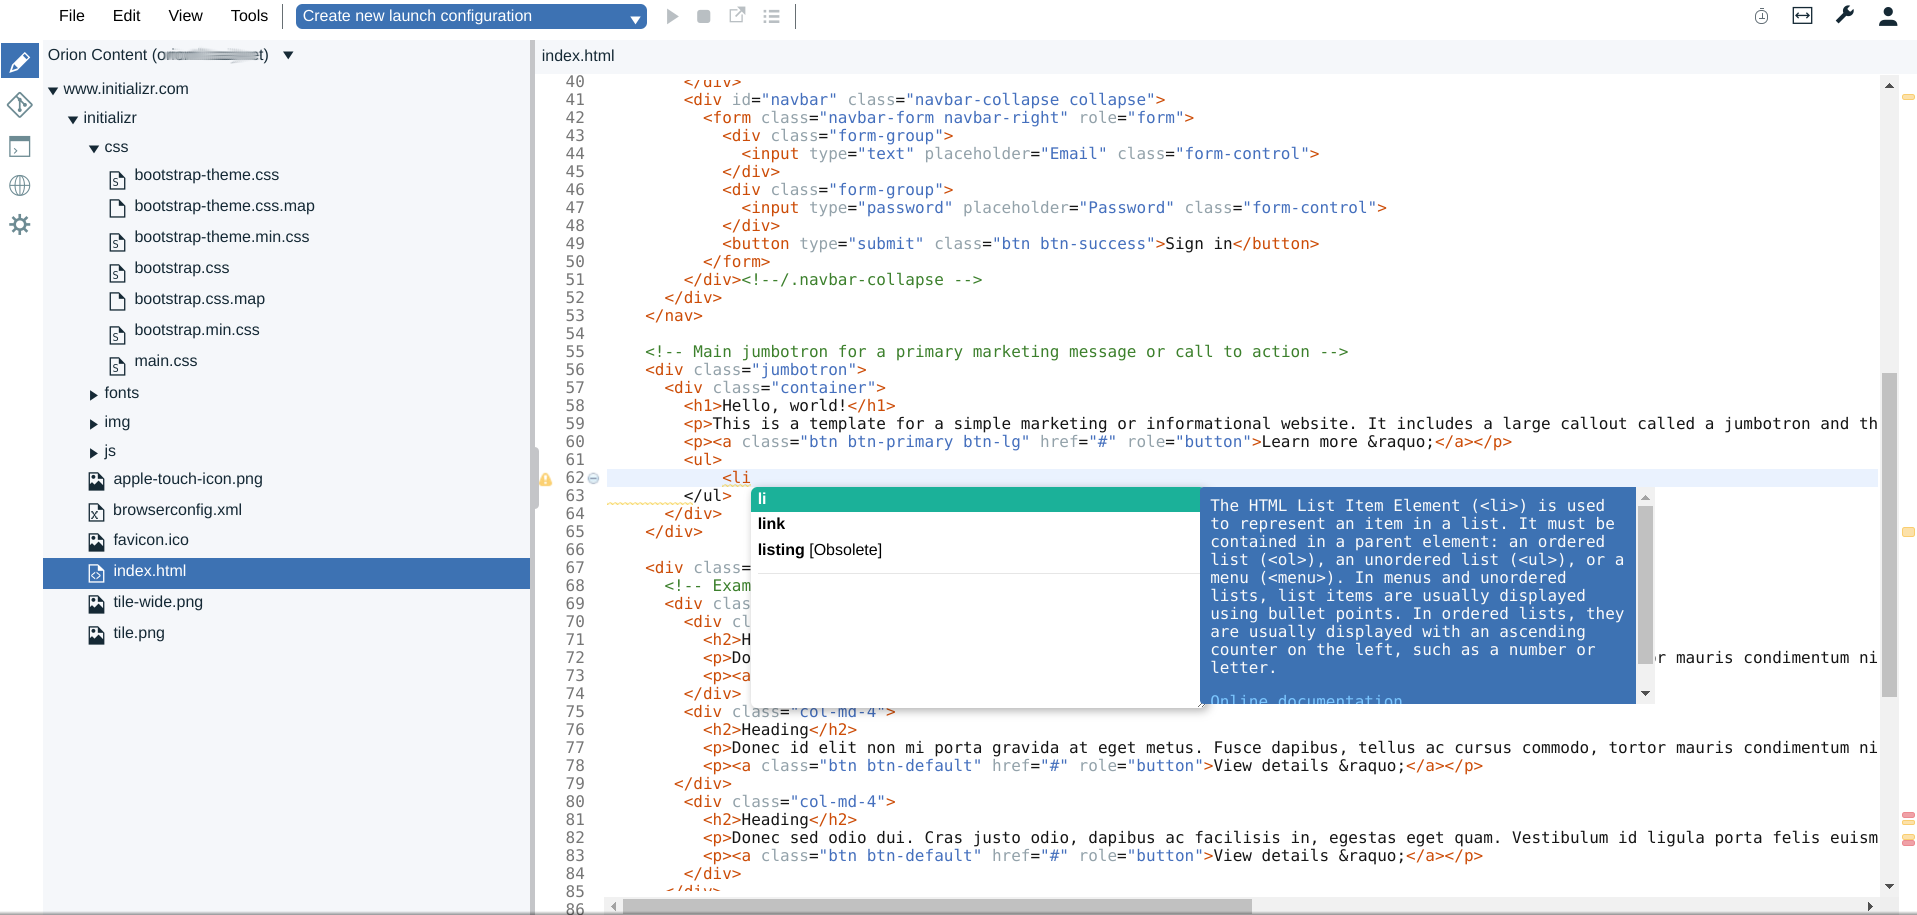 File Edit View Tools Create new launch configuration
Orion Content (
index.html
www.initializr.com
initializr
css
bootstrap-theme.css
bootstrap-theme.css.map
bootstrap-theme.min.css
bootstrap.css
bootstrap.css.map
bootstrap.min.css
main.css
fonts
img
js
apple-touch-icon.png
browserconfig.xml
favicon.ico
index.html
tile-wide.png
tile.png
40 </div>
41 <div id="navbar" class="navbar-collapse collapse">
42 <form class="navbar-form navbar-right" role="form">
43 <div class="form-group">
44 <input type="text" placeholder="Email" class="form-control">
45 </div>
46 <div class="form-group">
47 <input type="password" placeholder="Password" class="form-control">
48 </div>
49 <button type="submit" class="btn btn-success">Sign in</button>
50 </form>
51 </div><!--/.navbar-collapse -->
52 </div>
53 </nav>
54
55 <!-- Main jumbotron for a primary marketing message or call to action -->
56 <div class="jumbotron">
57 <div class="container">
58 <h1>Hello, world!</h1>
59 <p>This is a template for a simple marketing or informational website. It includes a large callout called a jumbotron and th
60 <p><a class="btn btn-primary btn-lg" href="#" role="button">Learn more &raquo;</a></p>
61 <ul>
62 <li
63 </ul>
64 </div>
65 </div>
66
67 <div class=
68 <!-- Exam
69 <div clas
70 <div cl
71 <h2>H
72 <p>Do r mauris condimentum ni
73 <p><a
74 </div>
75 <div class="col-md-4">
76 <h2>Heading</h2>
77 <p>Donec id elit non mi porta gravida at eget metus. Fusce dapibus, tellus ac cursus commodo, tortor mauris condimentum ni
78 <p><a class="btn btn-default" href="#" role="button">View details &raquo;</a></p>
79 </div>
80 <div class="col-md-4">
81 <h2>Heading</h2>
82 <p>Donec sed odio dui. Cras justo odio, dapibus ac facilisis in, egestas eget quam. Vestibulum id ligula porta felis euism
83 <p><a class="btn btn-default" href="#" role="button">View details &raquo;</a></p>
84 </div>
85 </div>
86
li
link
listing [Obsolete]
The HTML List Item Element (<li>) is used
to represent an item in a list. It must be
contained in a parent element: an ordered
list (<ol>), an unordered list (<ul>), or a
menu (<menu>). In menus and unordered
lists, list items are usually displayed
using bullet points. In ordered lists, they
are usually displayed with an ascending
counter on the left, such as a number or
letter.
Online documentation